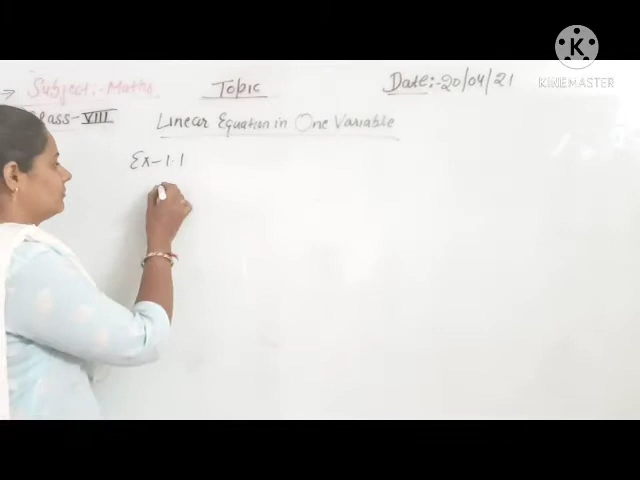 Subject:- Maths
Topic
Date:- 20/04/21
Class - VIII
Linear Equation in One Variable
Ex - 1.1
K
KINEMASTER